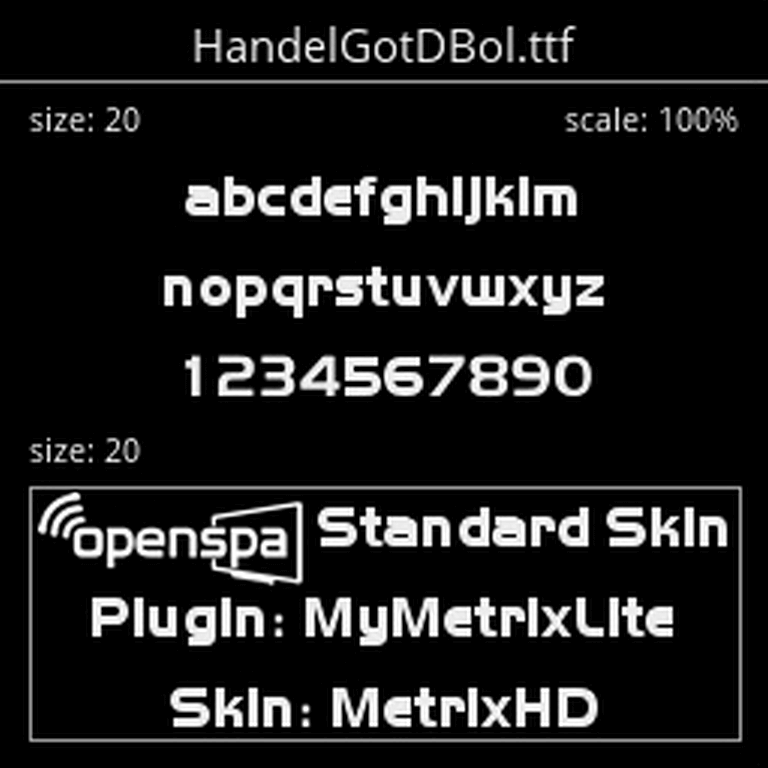 HandelGotDBol.ttf
size: 20 scale: 100%
abcdefghijklm
nopqrstuvwxyz
1234567890
size: 20
openspa Standard Skin
Plugin: MyMetrixLite
Skin: MetrixHD